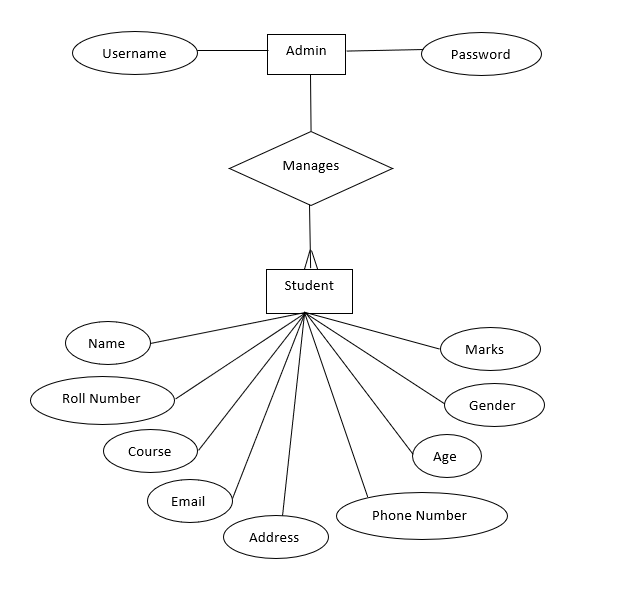 Username
Admin
Password
Manages
Student
Name
Marks
Roll Number
Gender
Course
Age
Email
Phone Number
Address